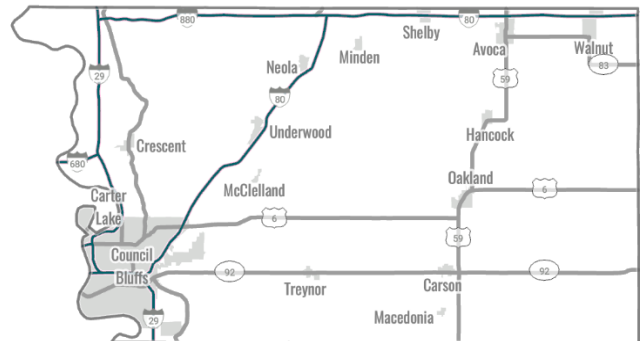 880
Shelby
80
Avoca
Walnut
Minden
Neola
29
83
59
80
Underwood
Hancock
Crescent
680
McClelland
Oakland
Carter
Lake
6
6
59
Council
Bluffs
92
92
Treynor
Carson
29
Macedonia